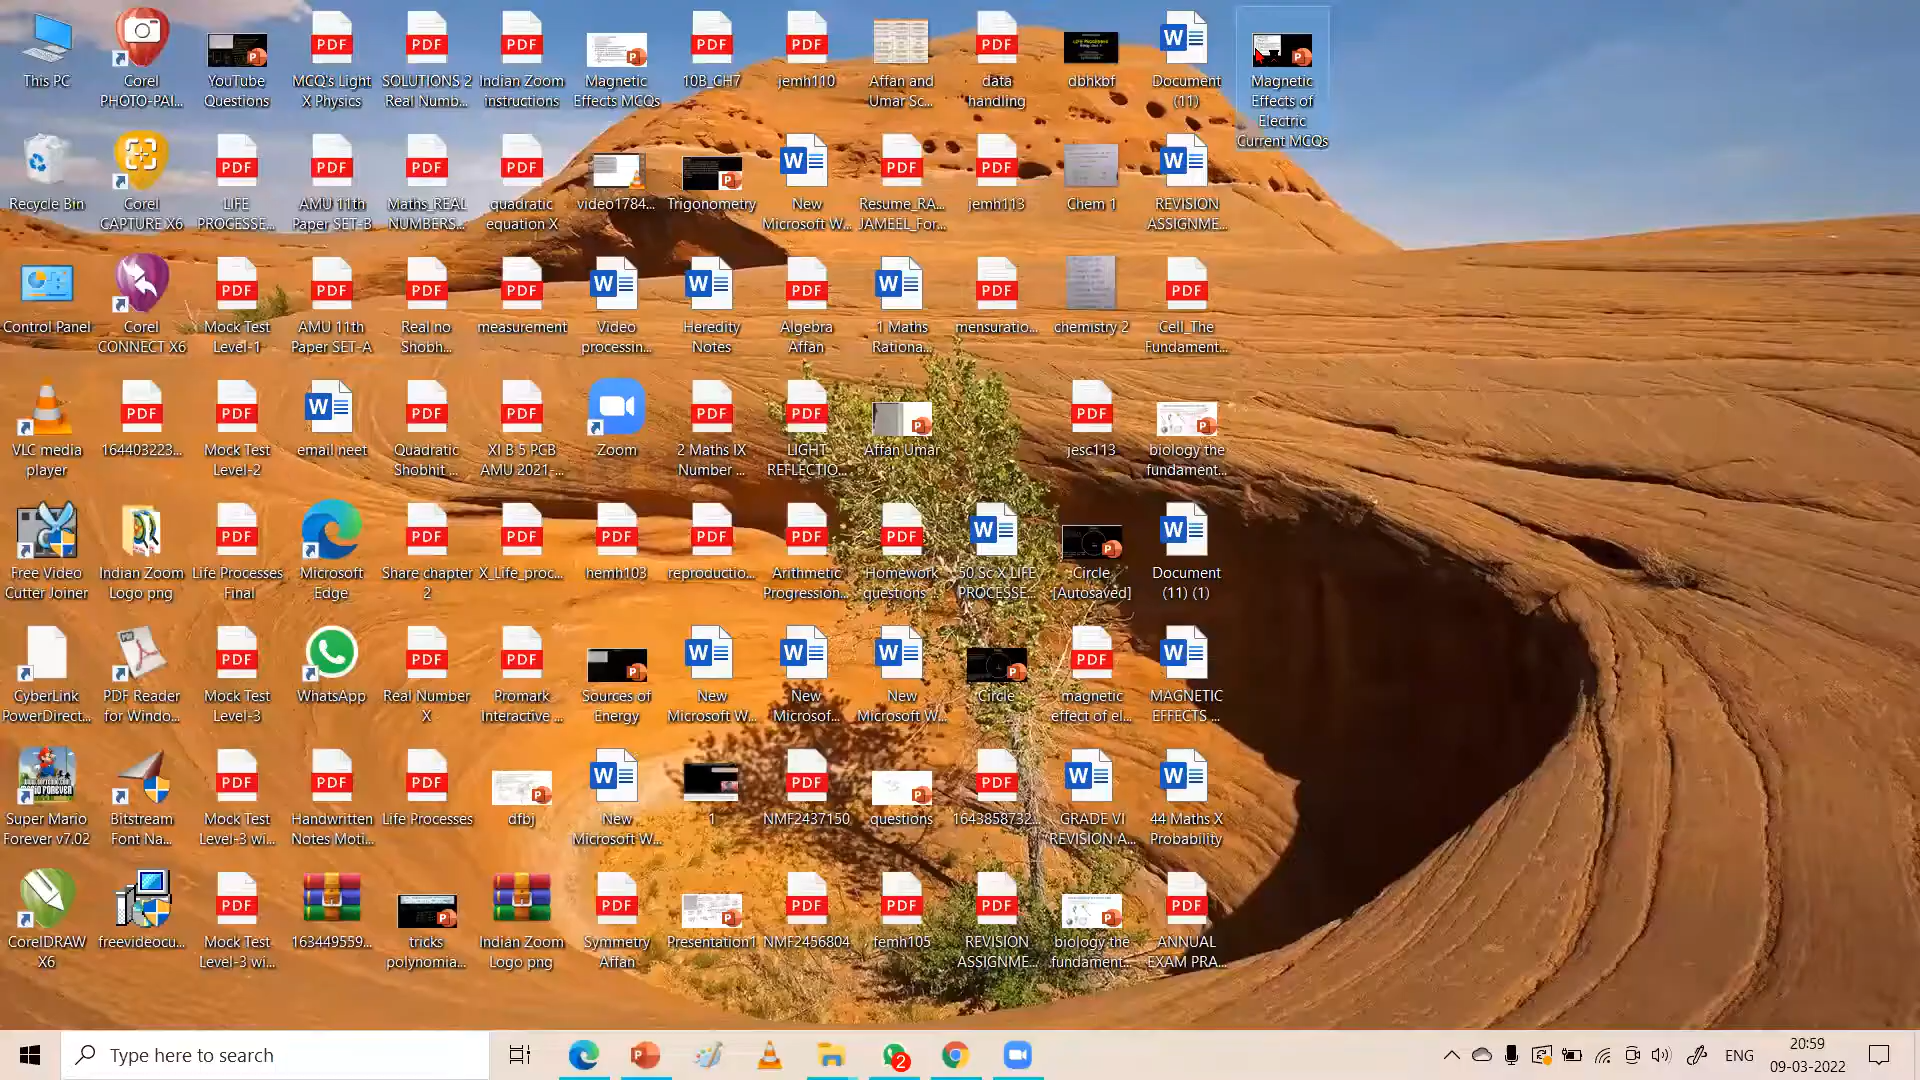 This PC
Corel
PHOTO-PAI...
YouTube
Questions
MCQ's Light
X Physics
SOLUTIONS 2
Real Numb...
Indian Zoom
instructions
Magnetic
Effects MCQs
10B_CH7
jemh110
Affan and
Umar Sc...
data
handling
dbhkbf
Document
(11)
Magnetic
Effects of
Electric
Current MCQs
Recycle Bin
Corel
CAPTURE X6
LIFE
PROCESSE...
AMU 11th
Paper SET-B
Maths_REAL
NUMBERS...
quadratic
equation X
video1784...
Trigonometry
New
Microsoft W...
Resume_RA...
JAMEEL_For...
jemh113
Chem 1
REVISION
ASSIGNME...
Control Panel
Corel
CONNECT X6
Mock Test
Level-1
AMU 11th
Paper SET-A
Real no
Shobh...
measurement
Video
processin...
Heredity
Notes
Algebra
Affan
1 Maths
Rationa...
mensuratio...
chemistry 2
Cell_The
Fundament...
VLC media
player
164403223...
Mock Test
Level-2
email neet
Quadratic
Shobhit ...
XI B 5 PCB
AMU 2021-...
Zoom
2 Maths IX
Number ...
LIGHT
REFLECTIO...
Affan Umar
jesc113
biology the
fundament...
Free Video
Cutter Joiner
Indian Zoom
Logo png
Life Processes
Final
Microsoft
Edge
Share chapter
2
X_Life_proc...
hemh103
reproductio...
Arithmetic
Progression...
Homework
questions ...
50 Sc X LIFE
PROCESSE...
Circle
[Autosaved]
Document
(11) (1)
CyberLink
PowerDirect...
PDF Reader
for Windo...
Mock Test
Level-3
WhatsApp
Real Number
X
Promark
Interactive ...
Sources of
Energy
New
Microsoft W...
New
Microsof...
New
Microsoft W...
Circle
magnetic
effect of el...
MAGNETIC
EFFECTS ...
Super Mario
Forever v7.02
Bitstream
Font Na...
Mock Test
Level-3 wi...
Handwritten
Notes Moti...
Life Processes
dfbj
New
Microsoft W...
1
NMF2437150
questions
1643858732...
GRADE VI
REVISION A...
44 Maths X
Probability
CorelDRAW
X6
freevideocu...
Mock Test
Level-3 wi...
163449559...
tricks
polynomia...
Indian Zoom
Logo png
Symmetry
Affan
Presentation1
NMF2456804
femh105
REVISION
ASSIGNME...
biology the
fundament...
ANNUAL
EXAM PRA...
Type here to search
2
ENG
20:59
09-03-2022